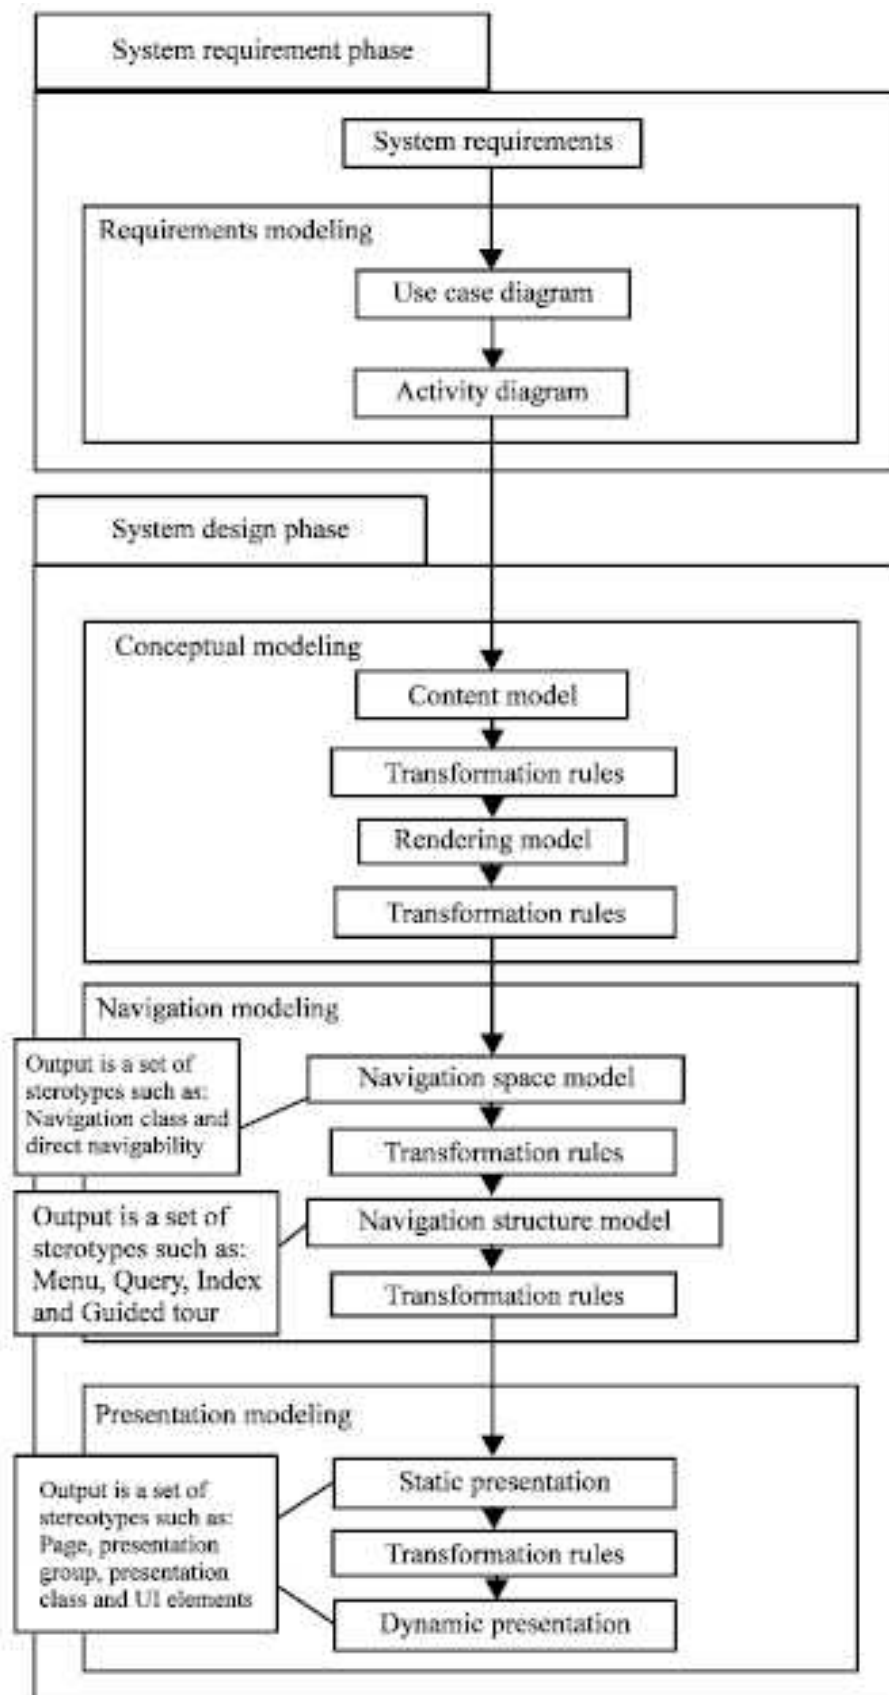 System requirement phase
System requirements
Requirements modeling
Use case diagram
Activity diagram
System design phase
Conceptual modeling
Content model
Transformation rules
Rendering model
Transformation rules
Navigation modeling
Output is a set of
sterotypes such as:
Navigation class and
direct navigability
Navigation space model
Transformation rules
Output is a set of
sterotypes such as:
Menu, Query, Index
and Guided tour
Navigation structure model
Transformation rules
Presentation modeling
Output is a set of
stereotypes such as:
Page, presentation
group, presentation
class and UI elements
Static presentation
Transformation rules
Dynamic presentation